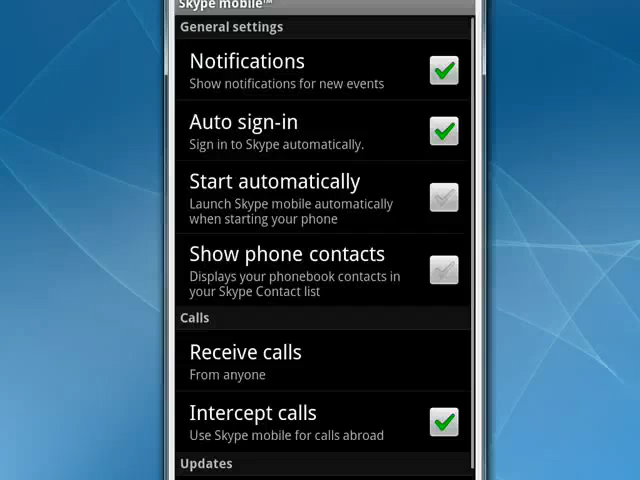 Skype mobile™
General settings
Notifications
Show notifications for new events
Auto sign-in
Sign in to Skype automatically.
Start automatically
Launch Skype mobile automatically
when starting your phone
Show phone contacts
Displays your phonebook contacts in
your Skype Contact list
Calls
Receive calls
From anyone
Intercept calls
Use Skype mobile for calls abroad
Updates